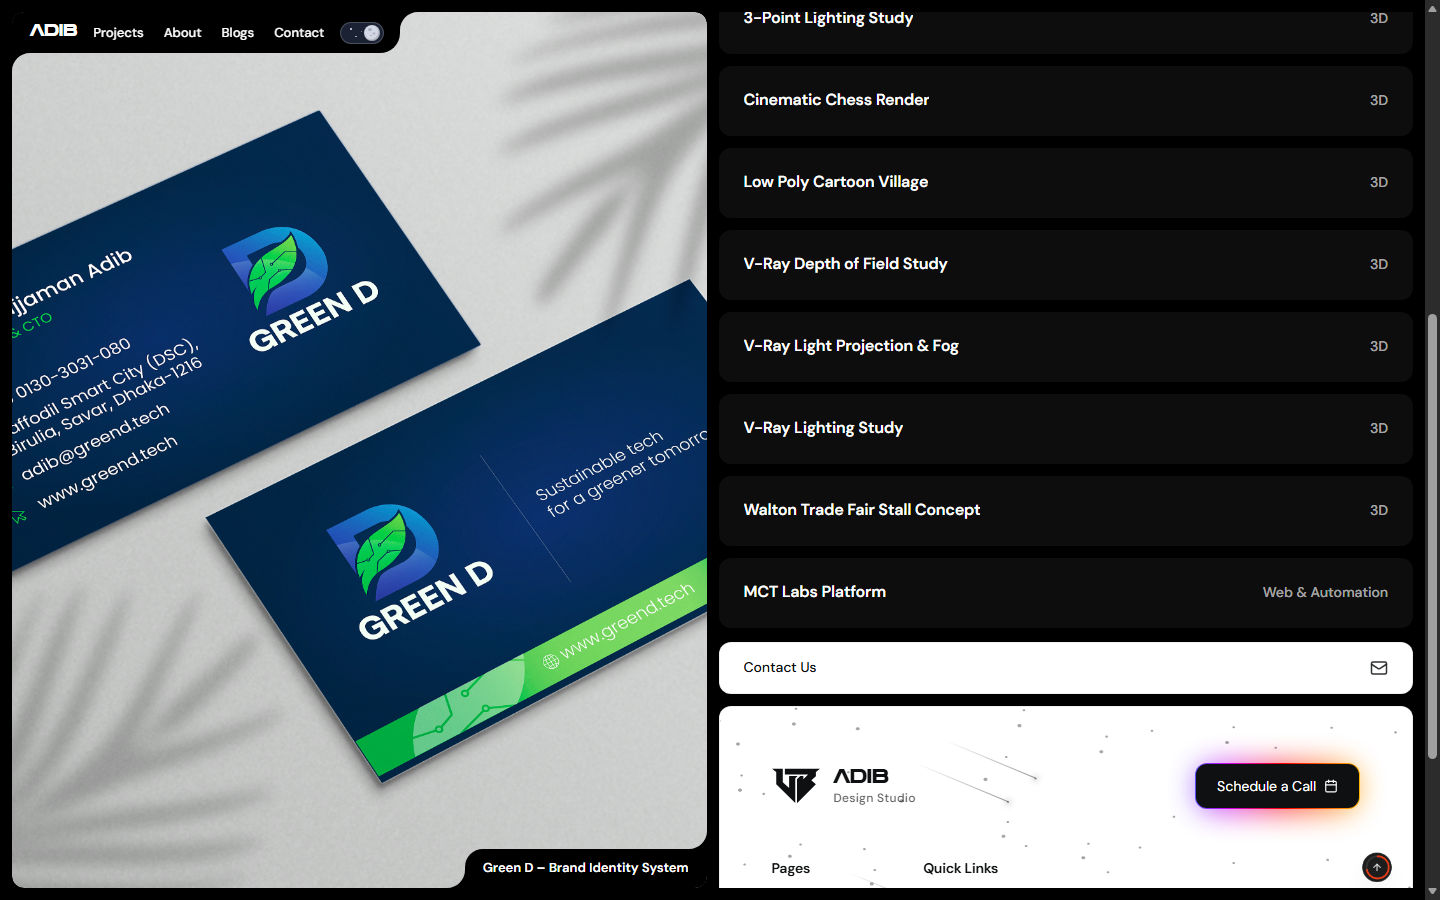 ADIB
Projects
About
Blogs
Contact
jjaman Adib
& CTO
0130-3031-080
affodil Smart City (DSC),
Birulia, Savar, Dhaka-1216
adib@greend.tech
www.greend.tech
GREEN D
Sustainable tech
for a greener tomorro
GREEN D
www.greend.tech
Green D – Brand Identity System
3-Point Lighting Study
3D
Cinematic Chess Render
3D
Low Poly Cartoon Village
3D
V-Ray Depth of Field Study
3D
V-Ray Light Projection & Fog
3D
V-Ray Lighting Study
3D
Walton Trade Fair Stall Concept
3D
MCT Labs Platform
Web & Automation
Contact Us
ADIB
Design Studio
Schedule a Call
Pages
Quick Links